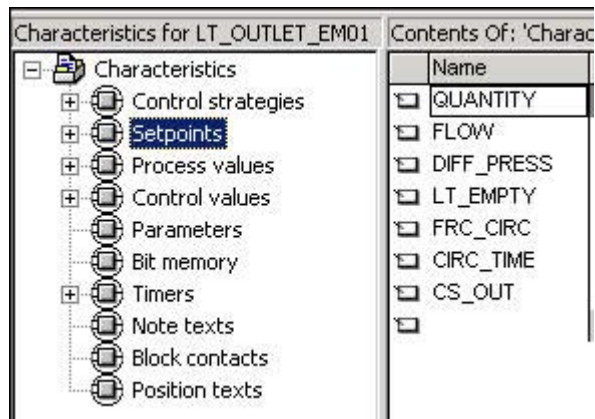 Characteristics for LT_OUTLET_EM01
Characteristics
Control strategies
Setpoints
Process values
Control values
Parameters
Bit memory
Timers
Note texts
Block contacts
Position texts
Contents Of: 'Charac
Name
QUANTITY
FLOW
DIFF_PRESS
LT_EMPTY
FRC_CIRC
CIRC_TIME
CS_OUT